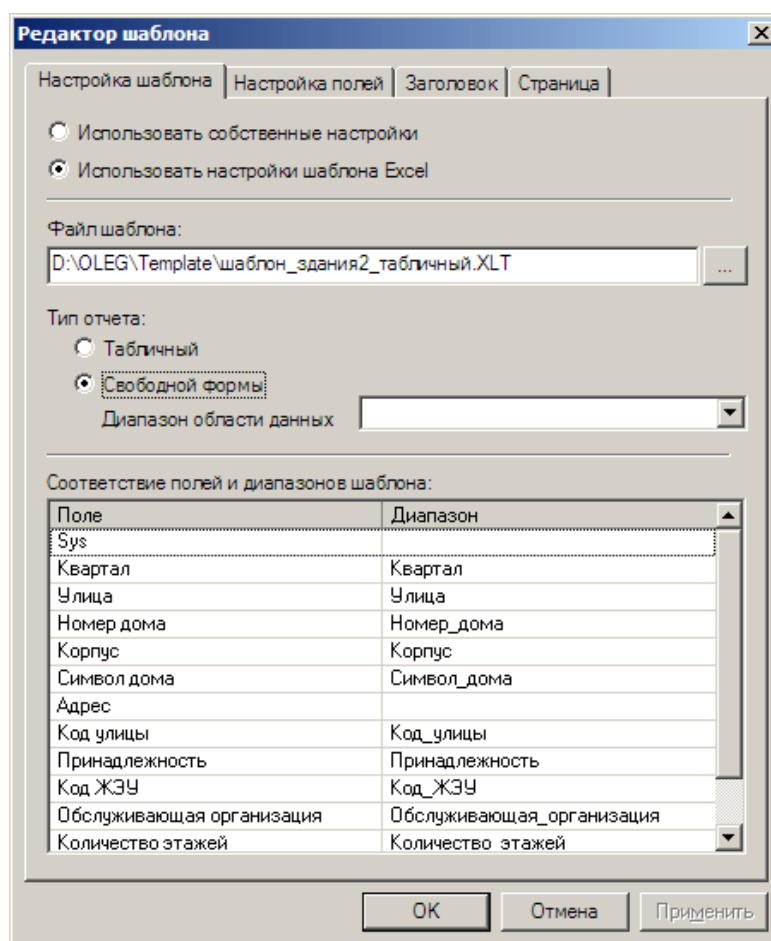 Редактор шаблона
Настройка шаблона Настройка полей Заголовок Страница
Использовать собственные настройки
Использовать настройки шаблона Excel
Файл шаблона:
D:\OLEG\Template\шаблон_здания2_табличный.XLT ...
Тип отчета:
Табличный
Свободной формы
Диапазон области данных
Соответствие полей и диапазонов шаблона:
Поле Диапазон
Sys
Квартал Квартал
Улица Улица
Номер дома Номер_дома
Корпус Корпус
Символ дома Символ_дома
Адрес
Код улицы Код_улицы
Принадлежность Принадлежность
Код ЖЭУ Код_ЖЭУ
Обслуживающая организация Обслуживающая_организация
Количество этажей Количество этажей
OK Отмена Применить